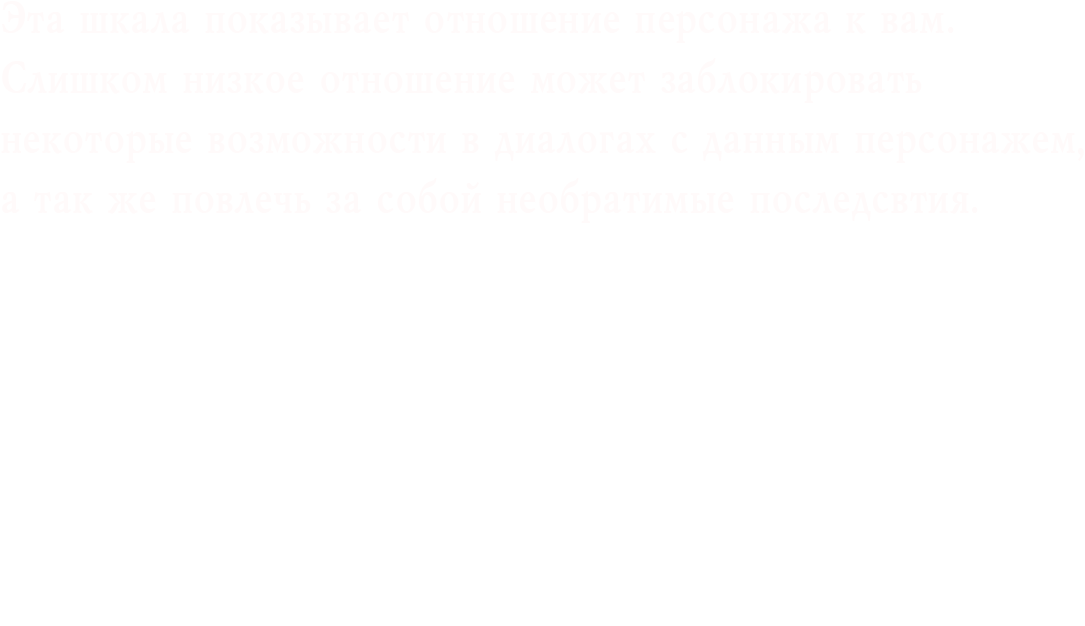 Эта шкала показывает отношение персонажа к вам.
Слишком низкое отношение может заблокировать
некоторые возможности в диалогах с данным персонажем,
а так же повлечь за собой необратимые последсвтия.